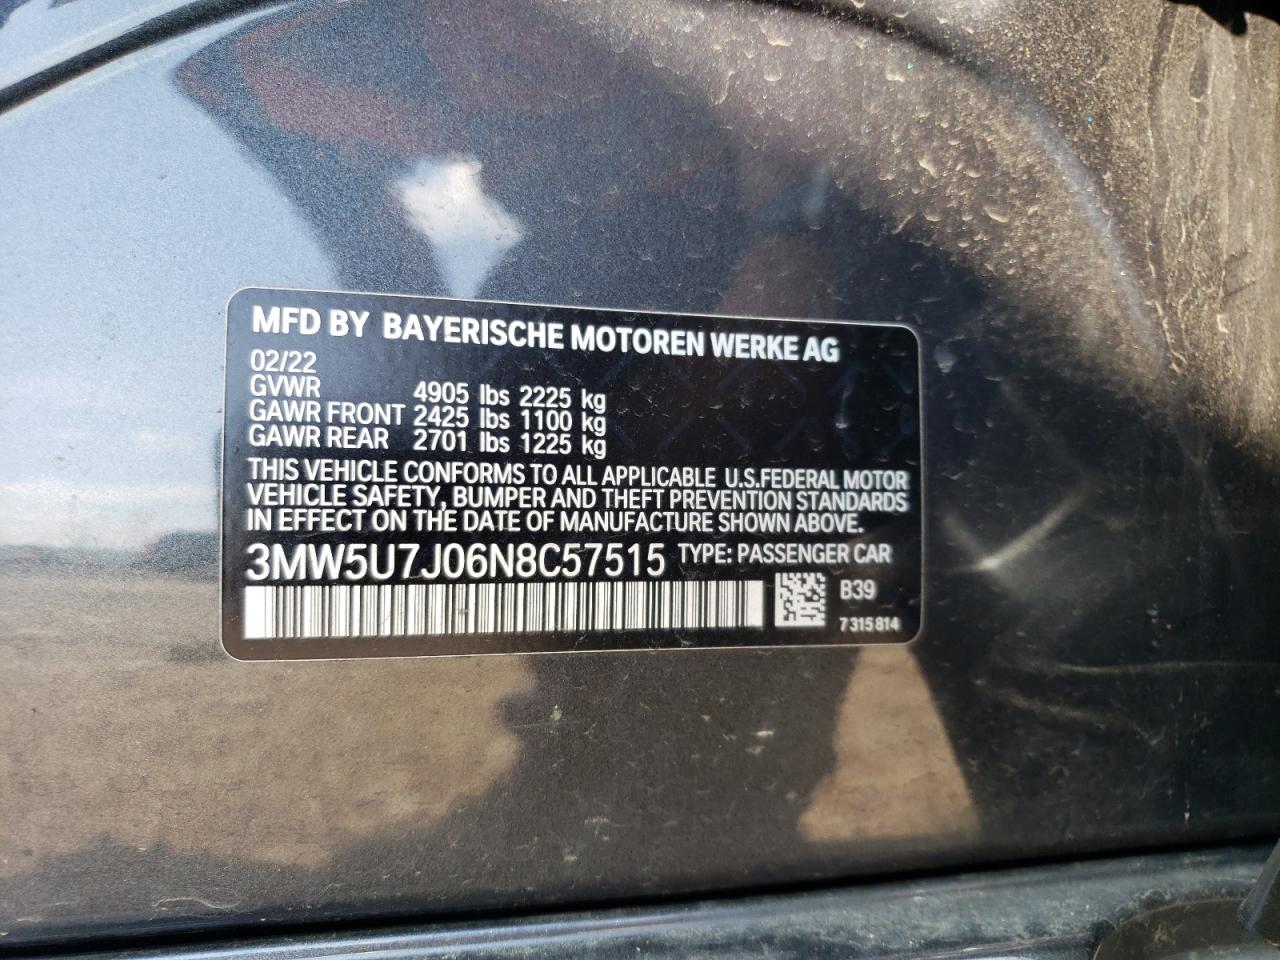 MFD BY BAYERISCHE MOTOREN WERKE AG
02/22
GVWR 4905 lbs 2225 kg
GAWR FRONT 2425 lbs 1100 kg
GAWR REAR 2701 lbs 1225 kg
THIS VEHICLE CONFORMS TO ALL APPLICABLE U.S.FEDERAL MOTOR
VEHICLE SAFETY, BUMPER AND THEFT PREVENTION STANDARDS
IN EFFECT ON THE DATE OF MANUFACTURE SHOWN ABOVE.
3MW5U7J06N8C57515 TYPE: PASSENGER CAR
B39
7 315 814